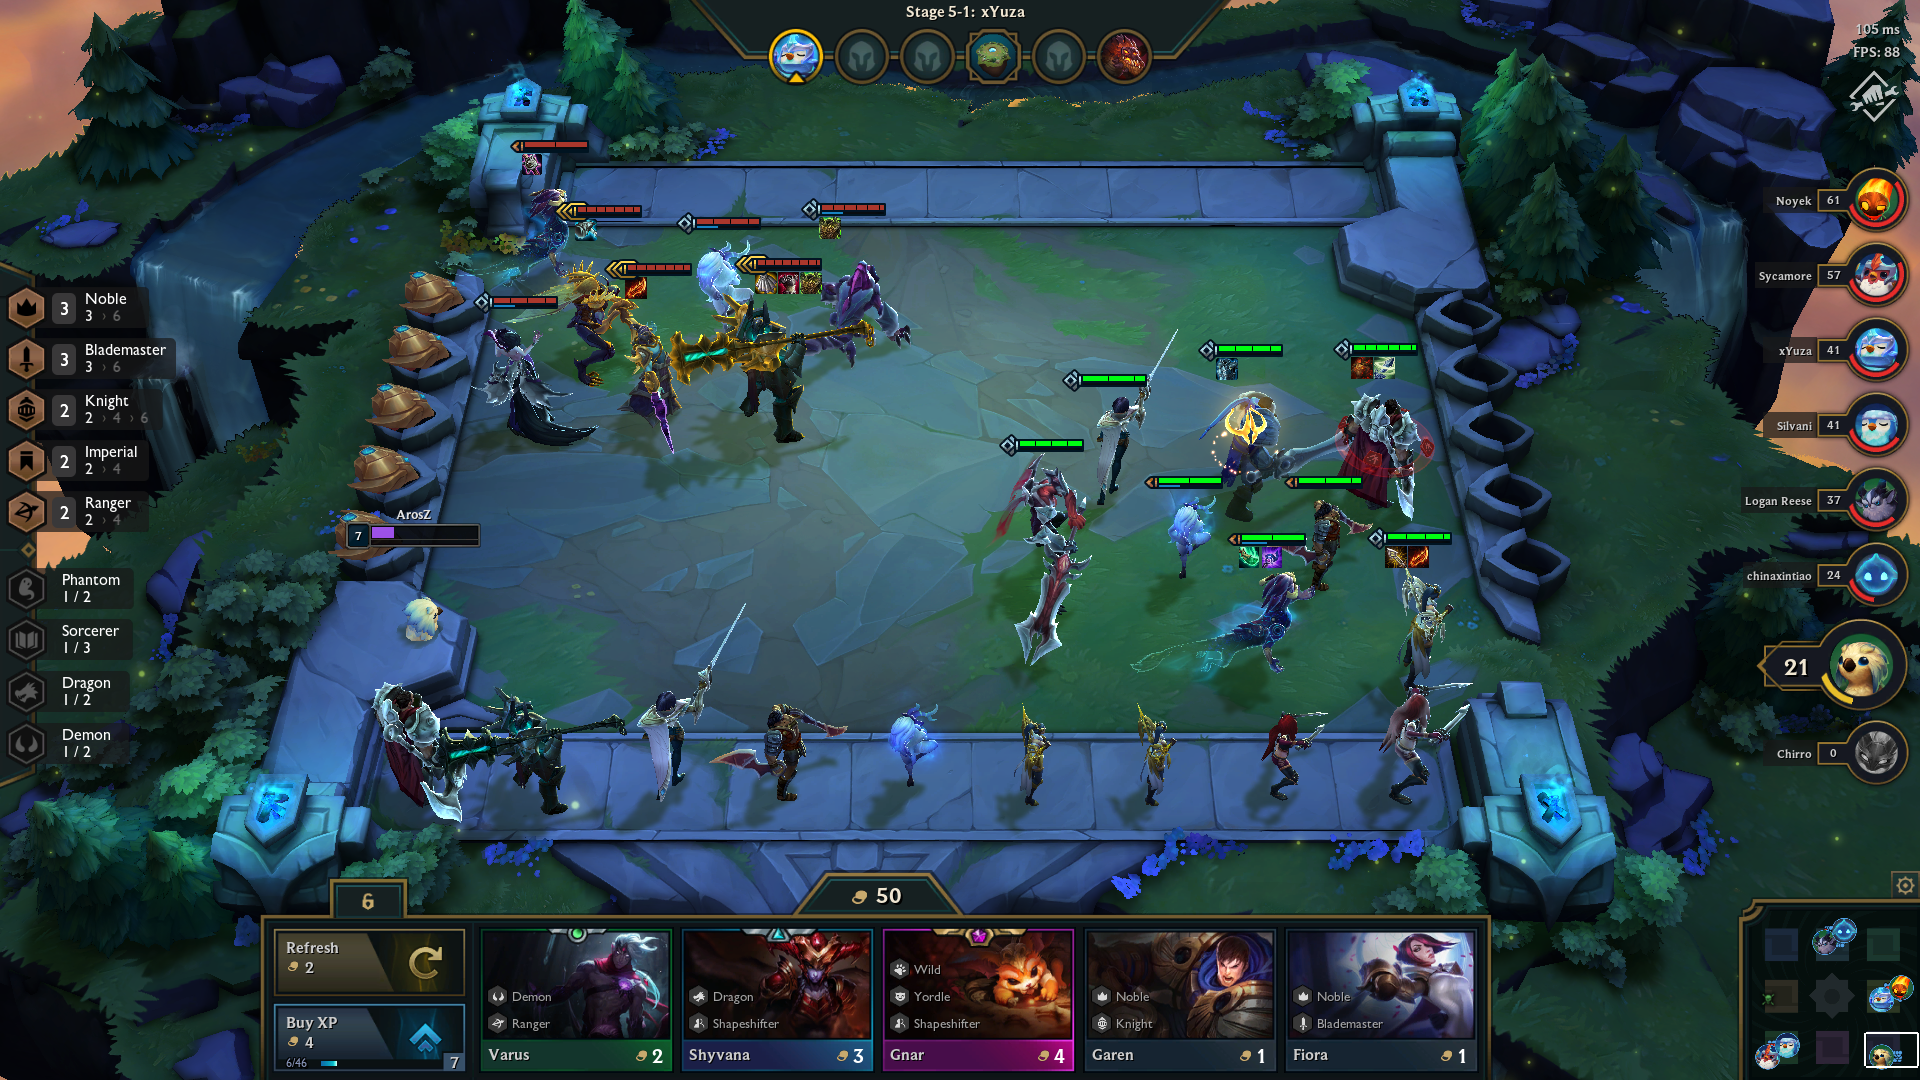 Stage 5-1: xYuza
105 ms
FPS: 88
Noyek 61
Sycamore 57
xYuza 41
Silvani 41
Logan Reese 37
chinaxintiao 24
21
Chirro 0
3 Noble
3 › 6
3 Blademaster
3 › 6
2 Knight
2 › 4 › 6
2 Imperial
2 › 4
2 Ranger
2 › 4
Phantom
1 / 2
Sorcerer
1 / 3
Dragon
1 / 2
Demon
1 / 2
ArosZ
7
6
50
Refresh
2
Buy XP
4
6/46
7
Demon
Ranger
Varus 2
Dragon
Shapeshifter
Shyvana 3
Wild
Yordle
Shapeshifter
Gnar 4
Noble
Knight
Garen 1
Noble
Blademaster
Fiora 1